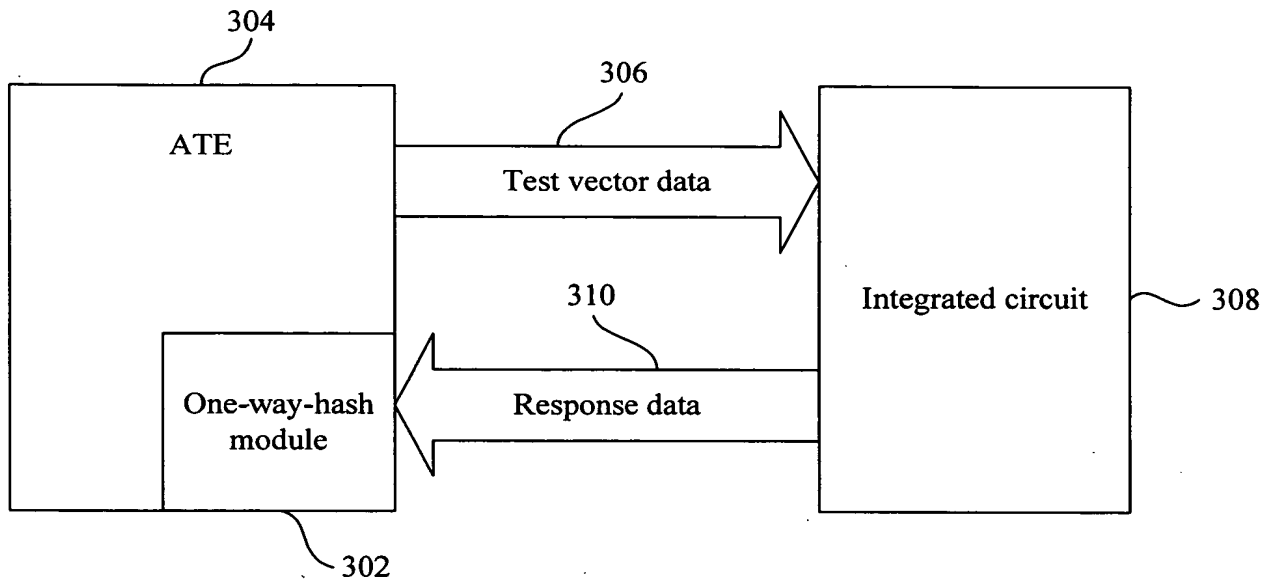 304
306
ATE
Test vector data
310
Integrated circuit
308
One-way-hash
module
Response data
302